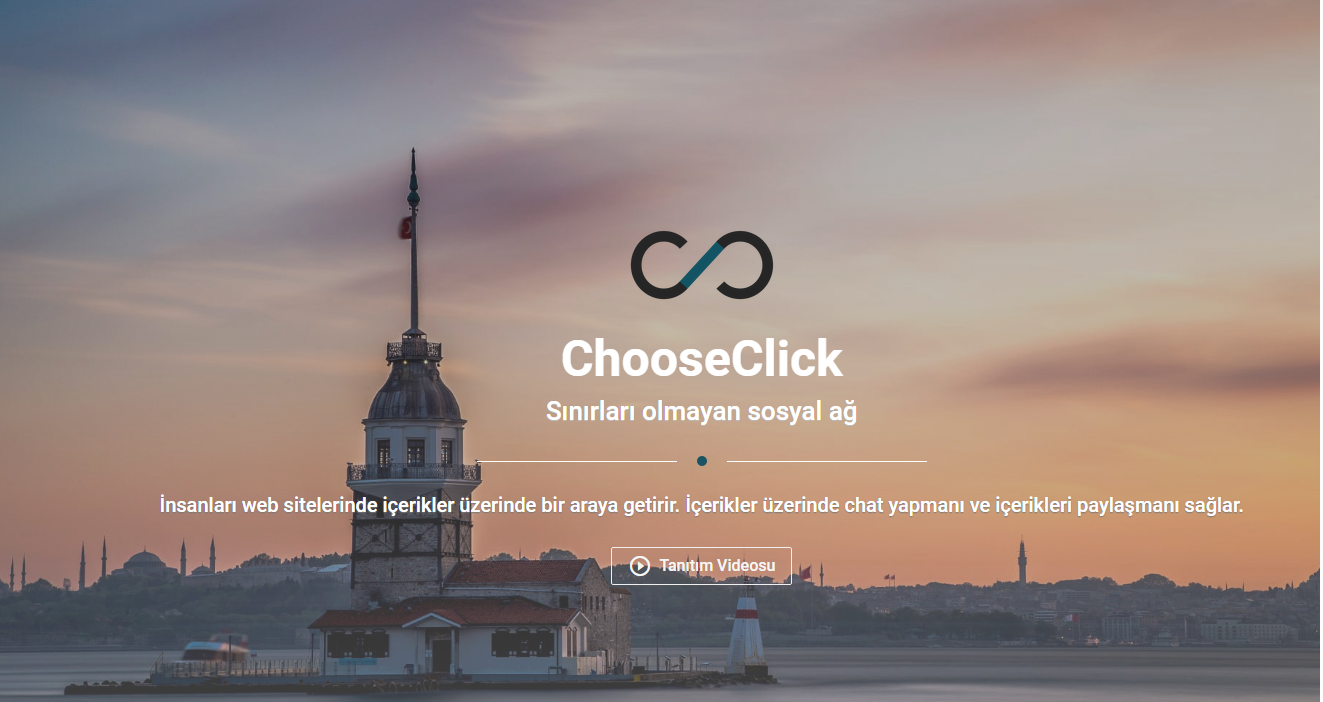 ChooseClick
Sınırları olmayan sosyal ağ
İnsanları web sitelerinde içerikler üzerinde bir araya getirir. İçerikler üzerinde chat yapmanı ve içerikleri paylaşmanı sağlar.
Tanıtım Videosu